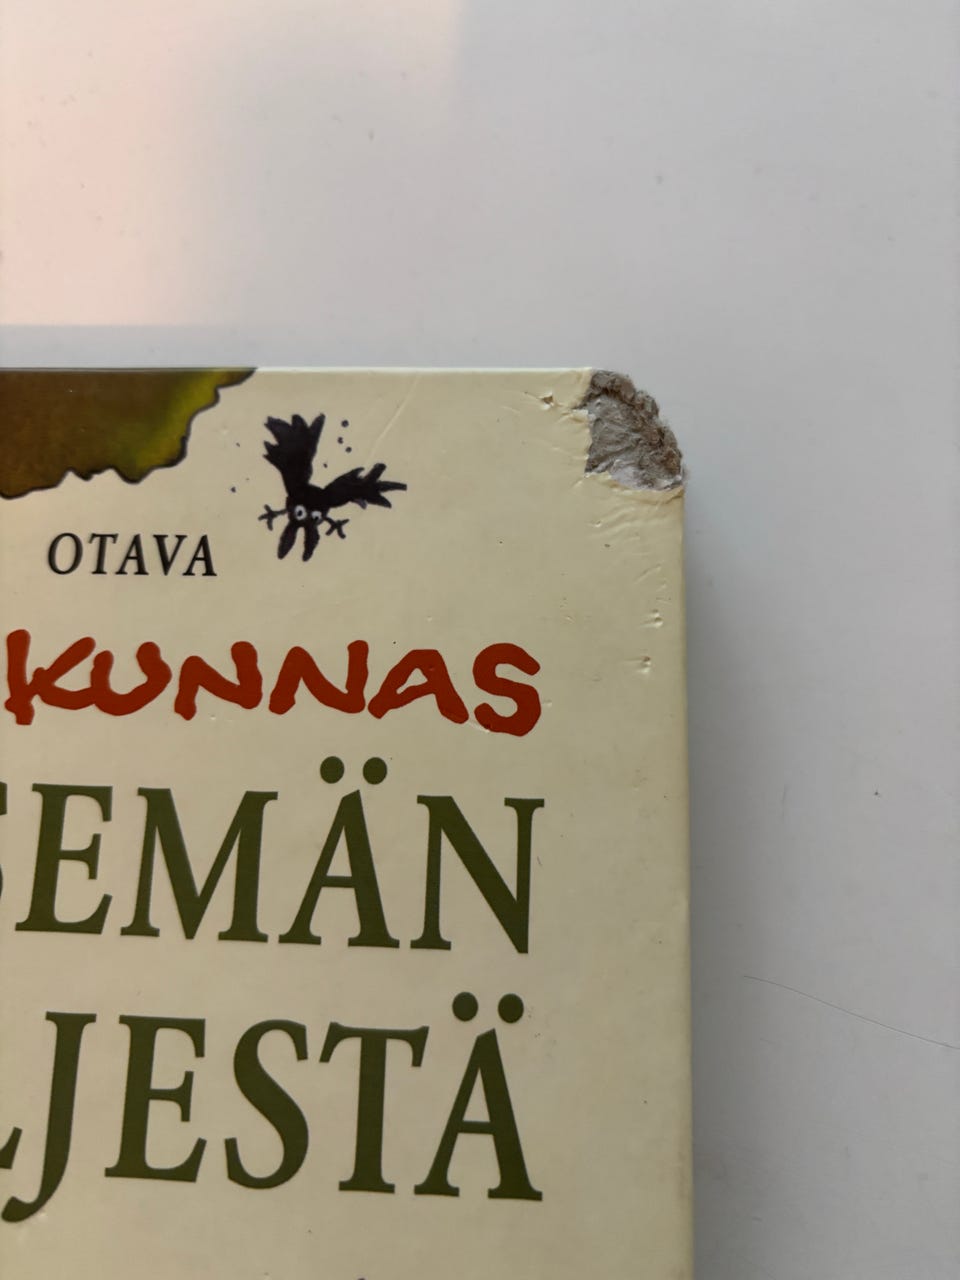 OTAVA
KUNNAS
SEMÄN
LJESTÄ